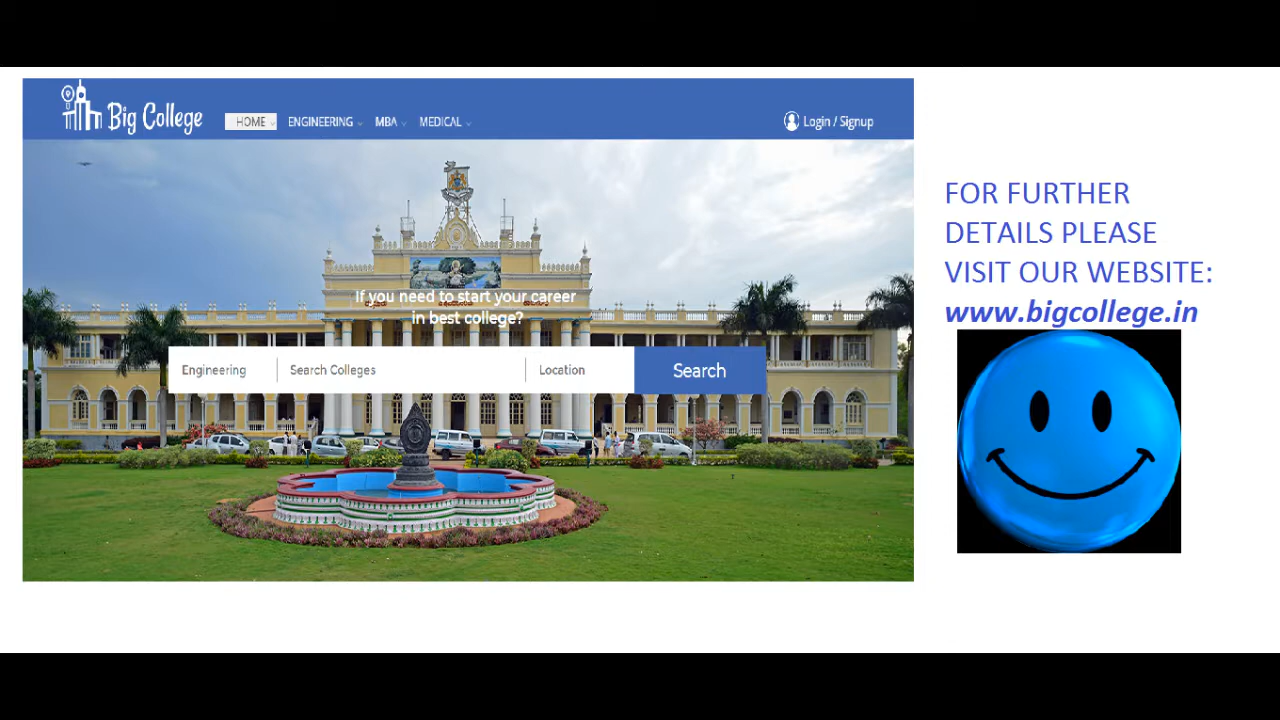 Big College
HOME
ENGINEERING
MBA
MEDICAL
Login / Signup
If you need to start your career
in best college?
Engineering
Search Colleges
Location
Search
FOR FURTHER
DETAILS PLEASE
VISIT OUR WEBSITE:
www.bigcollege.in